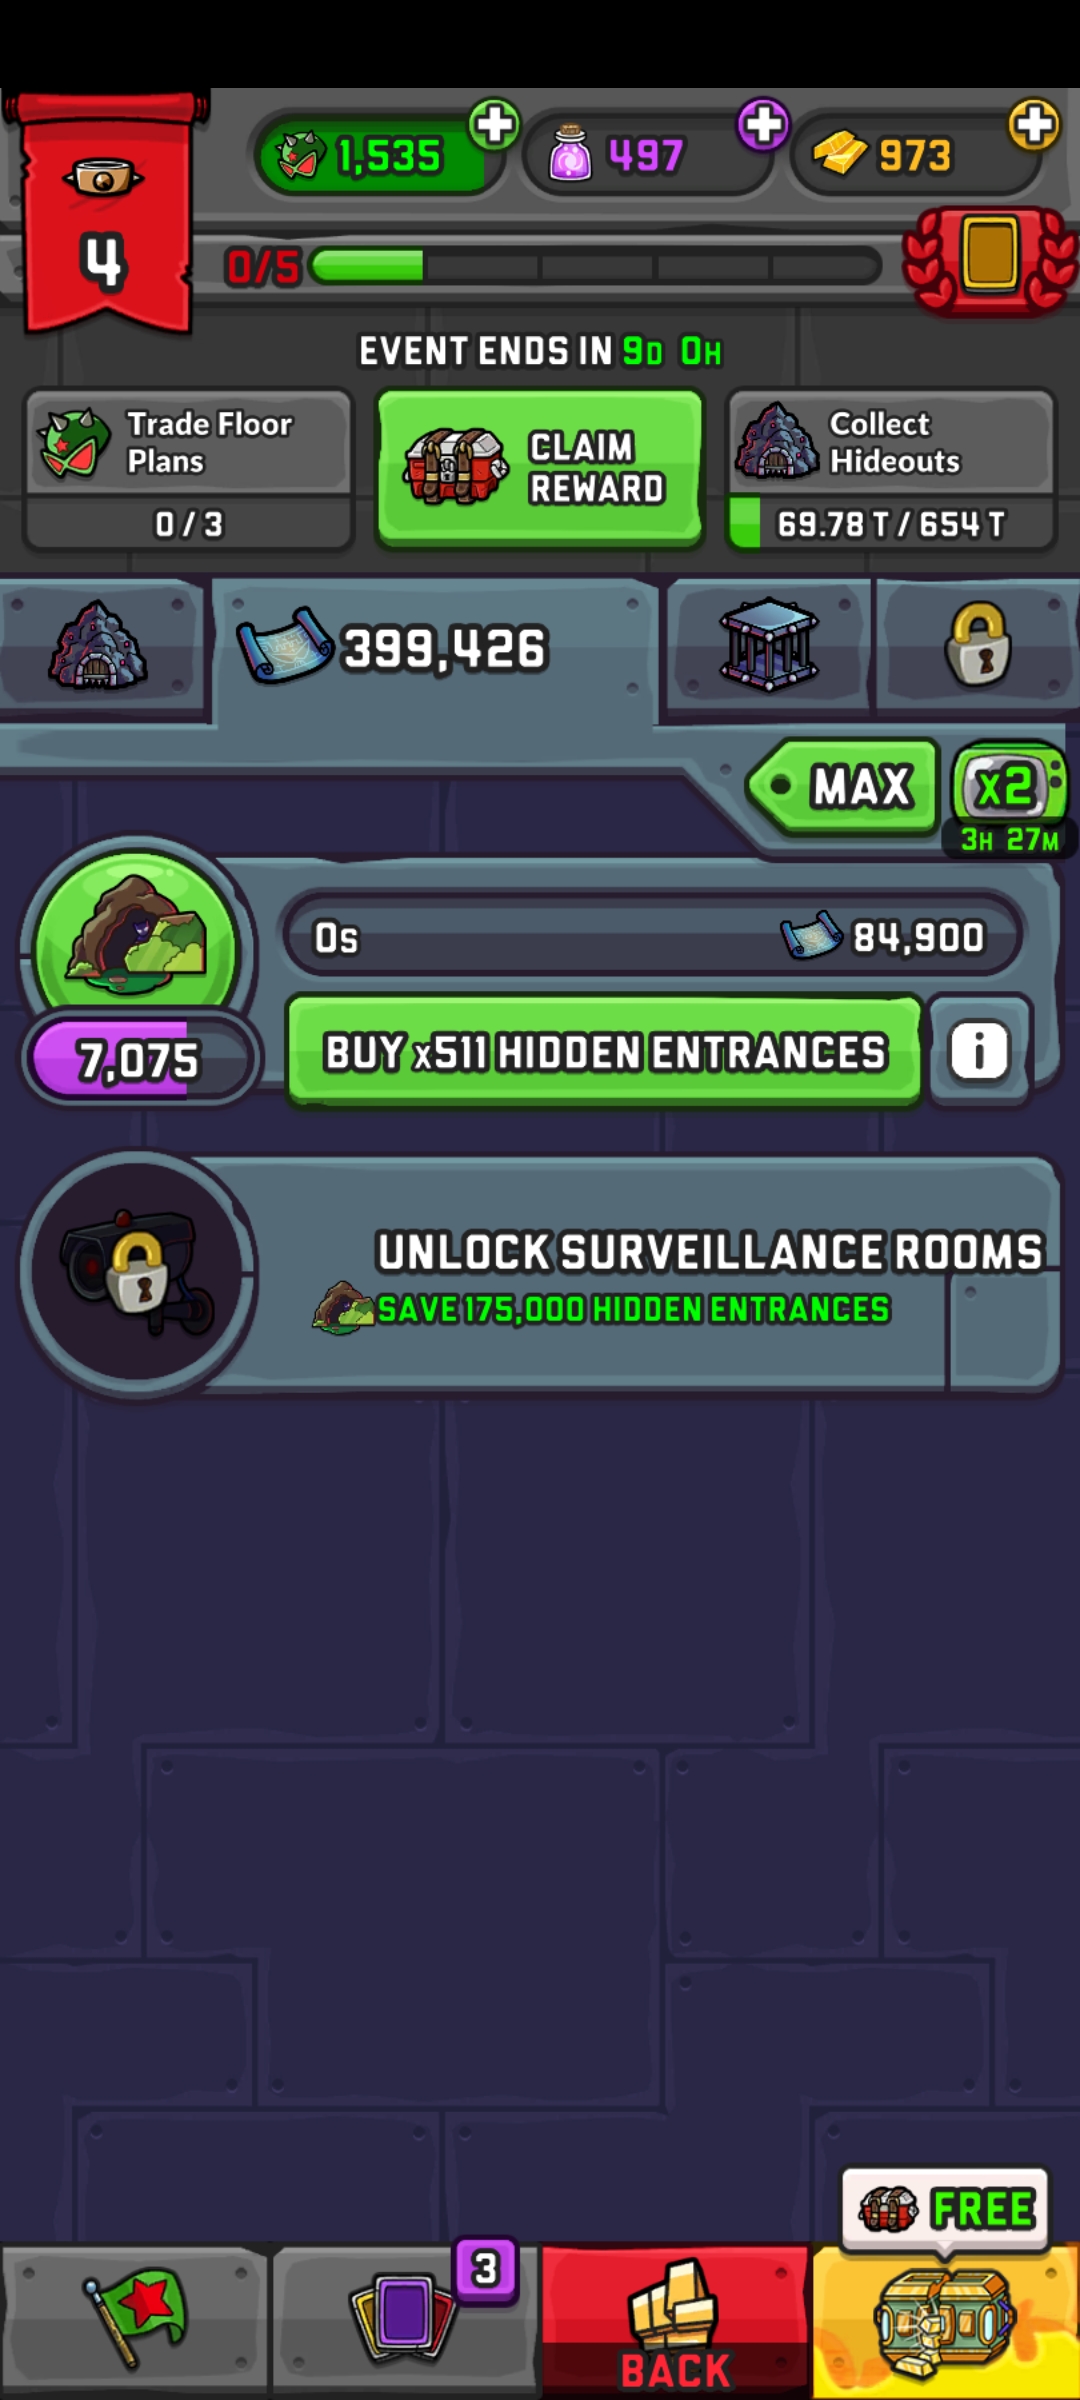 1,535
497
973
4
0/5
EVENT ENDS IN 9D 0H
Trade Floor
Plans
0 / 3
CLAIM
REWARD
Collect
Hideouts
69.78 T / 654 T
399,426
MAX
x2
3H 27M
0s
84,900
7,075
BUY x511 HIDDEN ENTRANCES
i
UNLOCK SURVEILLANCE ROOMS
SAVE 175,000 HIDDEN ENTRANCES
FREE
3
BACK